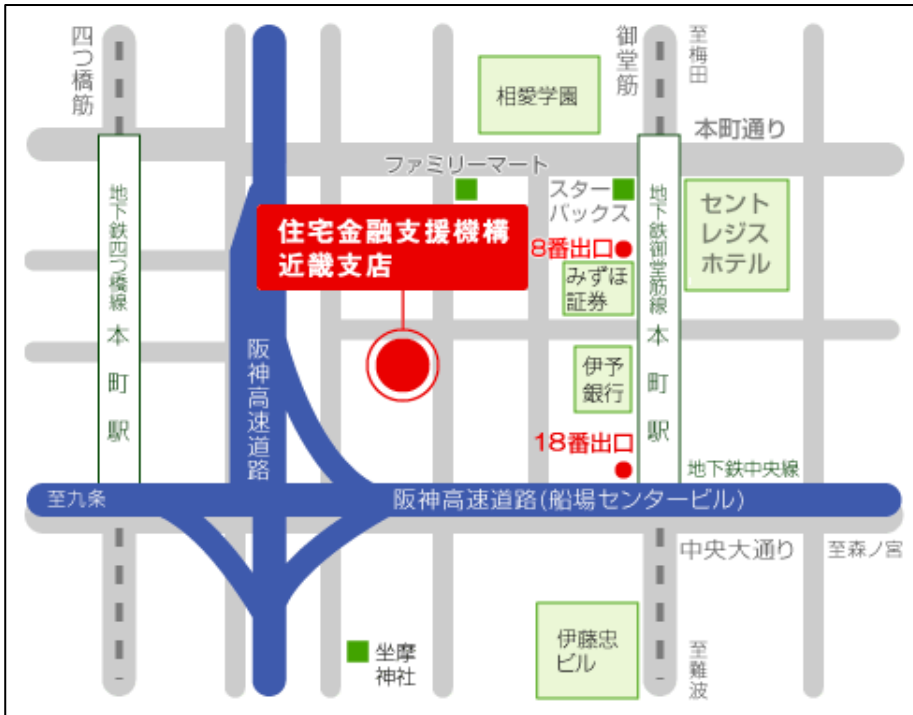 四つ橋筋
御堂筋
至梅田
相愛学園
本町通り
ファミリーマート
スター
バックス
セント
レジス
ホテル
地下鉄四つ橋線
本町駅
住宅金融支援機構
近畿支店
8番出口
みずほ
証券
地下鉄御堂筋線
本町駅
阪神高速道路
伊予
銀行
18番出口
地下鉄中央線
至九条
阪神高速道路(船場センタービル)
中央大通り
至森ノ宮
坐摩
神社
伊藤忠
ビル
至難波